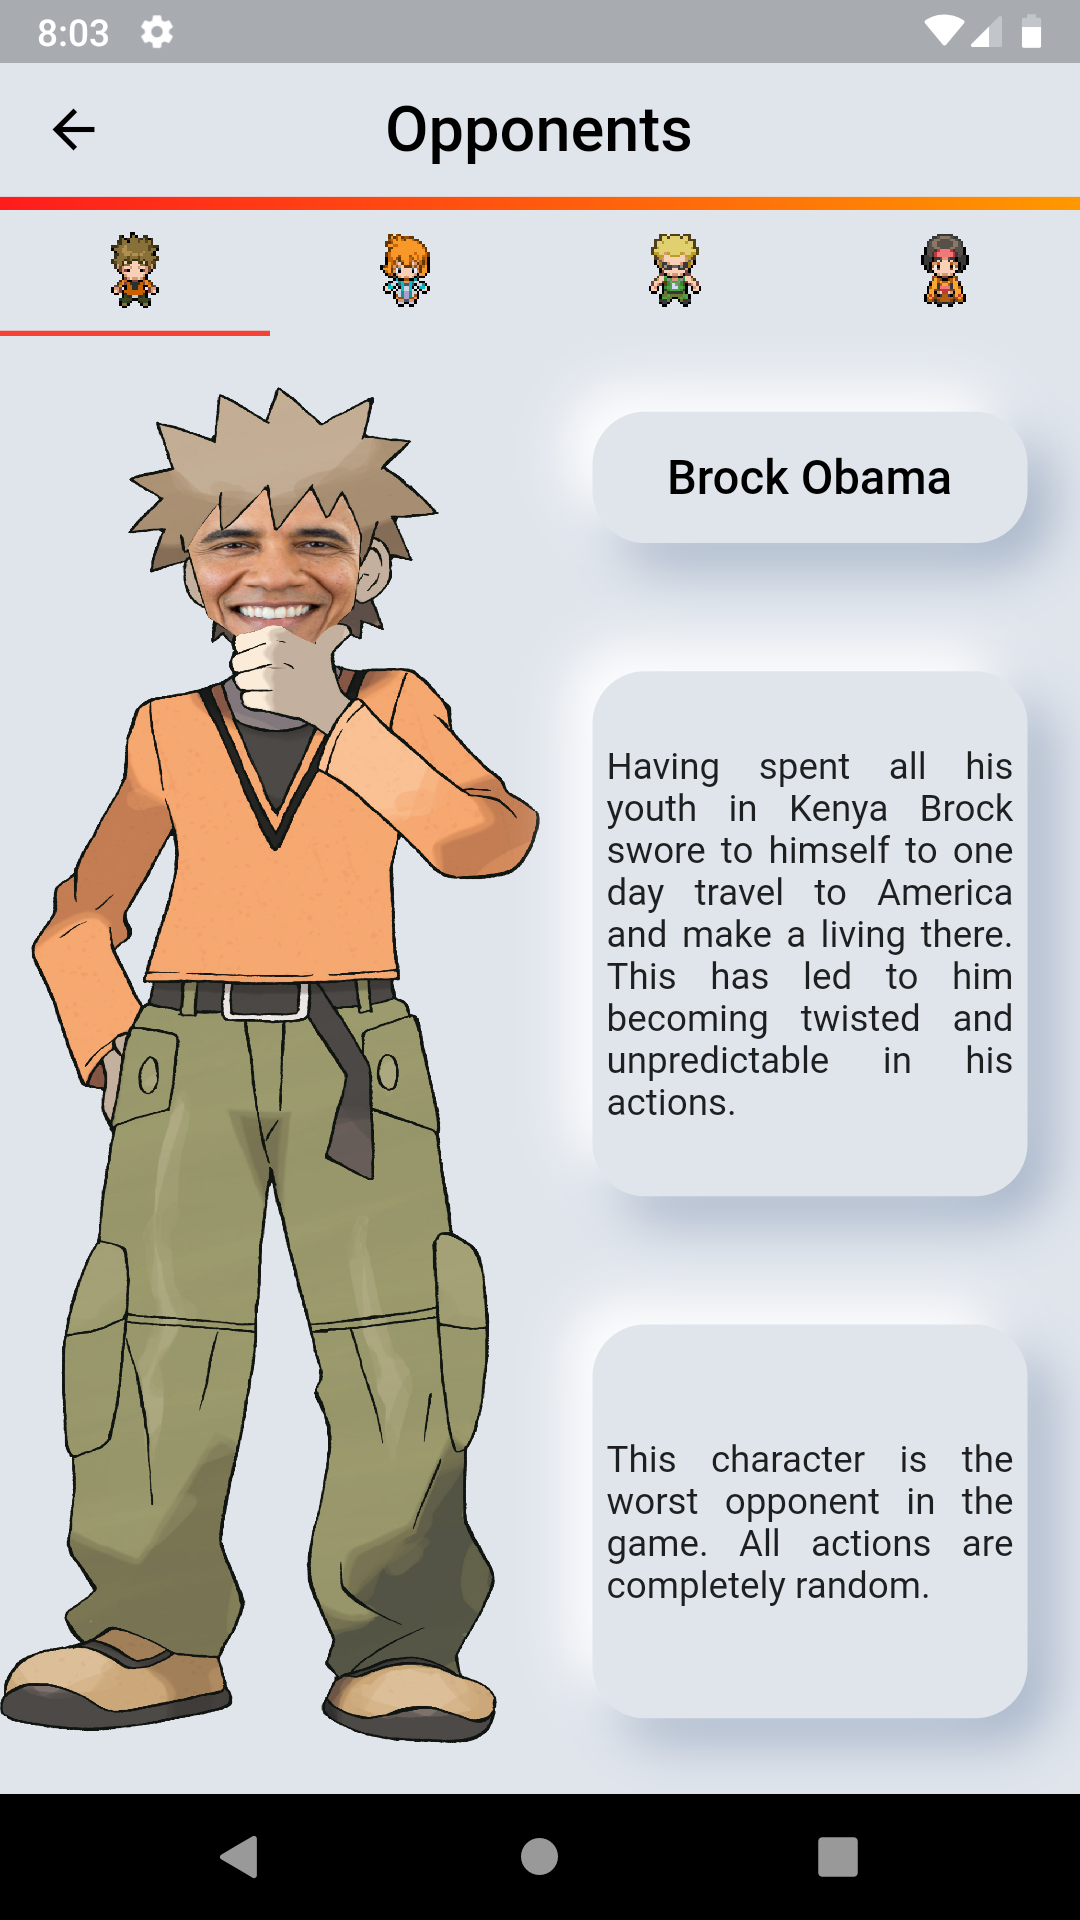 8:03
Opponents
Brock Obama
Having spent all his
youth in Kenya Brock
swore to himself to one
day travel to America
and make a living there.
This has led to him
becoming twisted and
unpredictable in his
actions.
This character is the
worst opponent in the
game. All actions are
completely random.